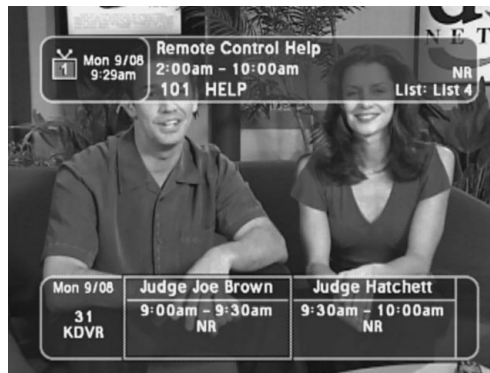 N E T
Mon 9/08
9:29am
1
Remote Control Help
2:00am - 10:00am
NR
101 HELP
List: List 4
Mon 9/08
31
KDVR
Judge Joe Brown
9:00am - 9:30am
NR
Judge Hatchett
9:30am - 10:00am
NR